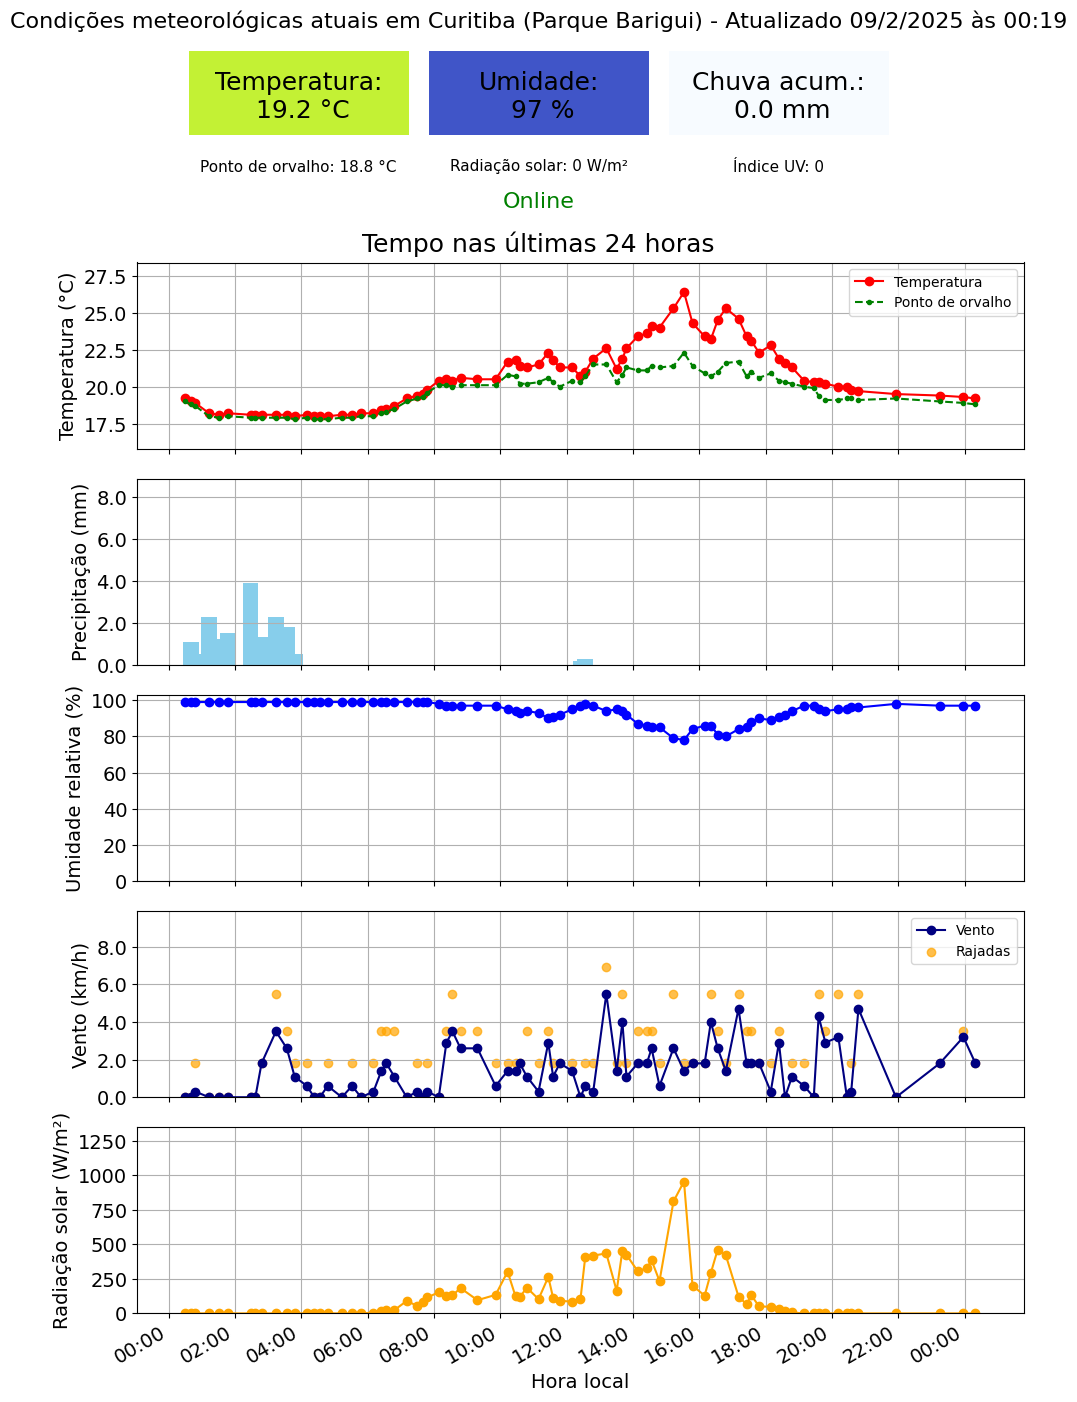 Condições meteorológicas atuais em Curitiba (Parque Barigui) - Atualizado 09/2/2025 às 00:19
Temperatura:
19.2 °C
Umidade:
97 %
Chuva acum.:
0.0 mm
Ponto de orvalho: 18.8 °C
Radiação solar: 0 W/m²
Índice UV: 0
Online
Tempo nas últimas 24 horas
Temperatura (°C)
27.5
25.0
22.5
20.0
17.5
Temperatura
Ponto de orvalho
Precipitação (mm)
8.0
6.0
4.0
2.0
0.0
Umidade relativa (%)
100
80
60
40
20
0
Vento (km/h)
8.0
6.0
4.0
2.0
0.0
Vento
Rajadas
Radiação solar (W/m²)
1250
1000
750
500
250
0
00:00
02:00
04:00
06:00
08:00
10:00
12:00
14:00
16:00
18:00
20:00
22:00
00:00
Hora local